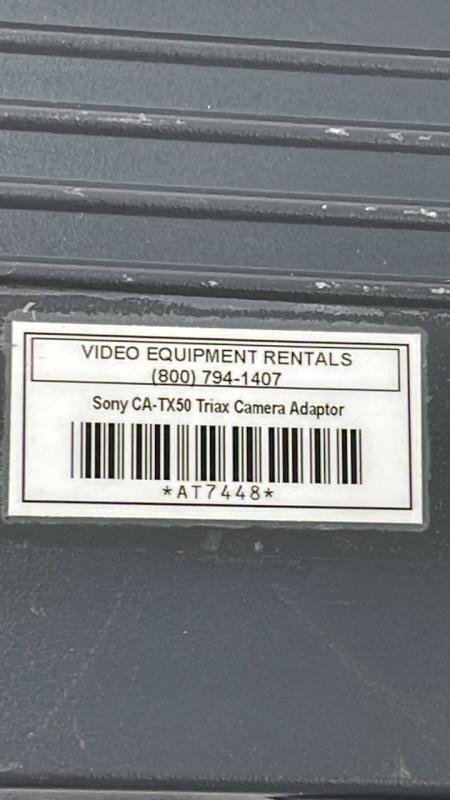 VIDEO EQUIPMENT RENTALS
(800) 794-1407
Sony CA-TX50 Triax Camera Adaptor
*AT7448*